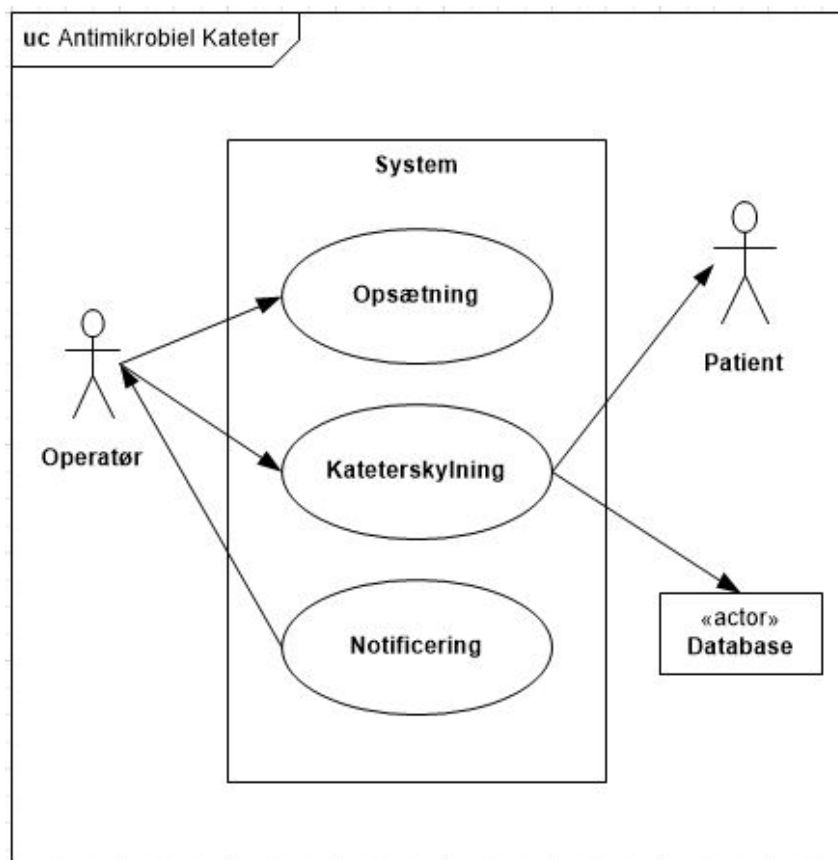 uc Antimikrobiel Kateter
System
Opsætning
Patient
Operatør
Kateterskylning
«actor»
Database
Notificering